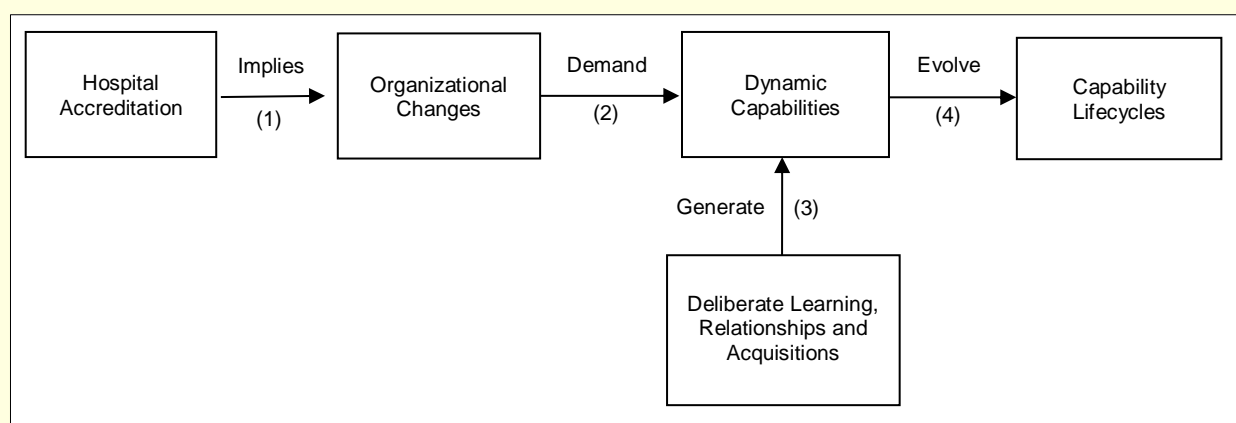 Hospital
Accreditation
Implies
(1)
Organizational
Changes
Demand
(2)
Dynamic
Capabilities
Evolve
(4)
Capability
Lifecycles
Generate (3)
Deliberate Learning,
Relationships and
Acquisitions